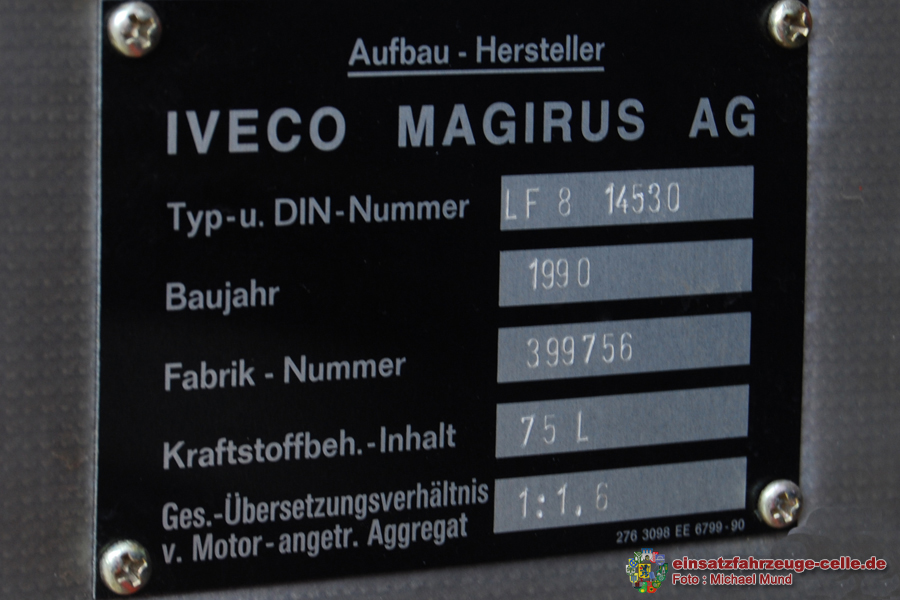 Aufbau - Hersteller
IVECO MAGIRUS AG
Typ-u. DIN-Nummer LF 8 14530
Baujahr 1990
Fabrik - Nummer 399756
Kraftstoffbeh.-Inhalt 75 L
Ges.-Übersetzungsverhältnis 1:1,6
v. Motor-angetr. Aggregat
276 3098 EE 6799-90
einsatzfahrzeuge-celle.de
Foto : Michael Mund